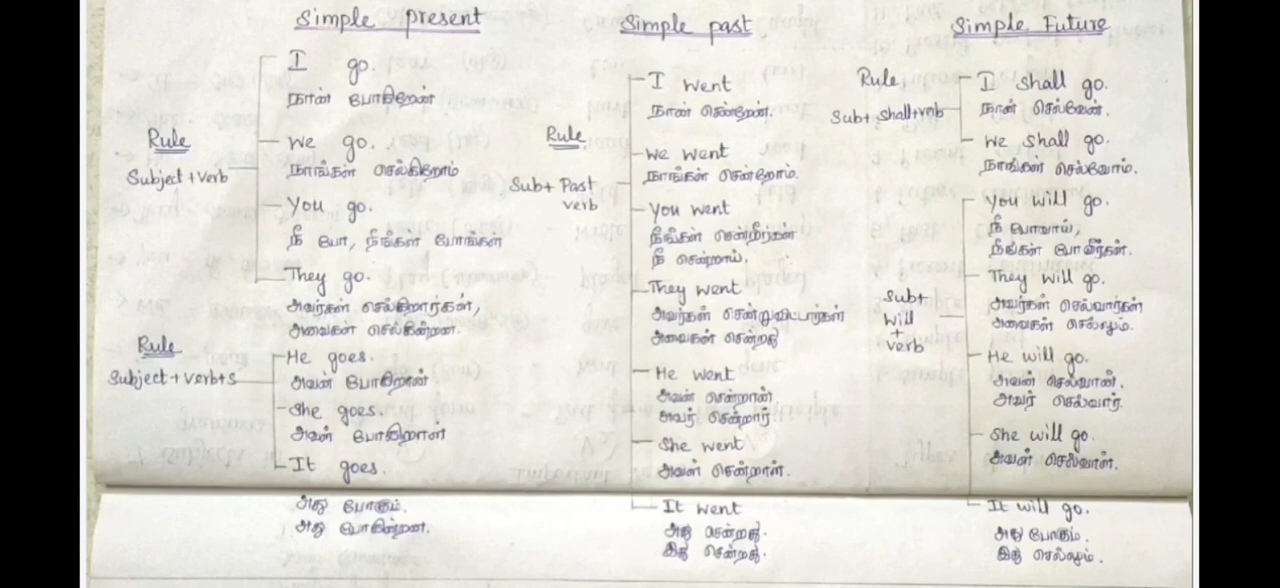 Simple present
I go.
நான் போகிறேன்
Rule
Subject + verb
We go.
நாங்கள் செல்கிறோம்
You go.
நீ போ, நீங்கள் போங்கள்
They go.
அவர்கள் செல்கிறார்கள்,
அவைகள் செல்கின்றன.
Rule
Subject + verb + s
He goes.
அவன் போகிறான்
She goes.
அவள் போகிறாள்
It goes.
அது போகும்.
அது போகின்றன.
Simple past
I went
நான் சென்றேன்.
Rule
Sub + Past
verb
We went
நாங்கள் சென்றோம்.
You went
நீங்கள் சென்றீர்கள்
நீ சென்றாய்.
They went
அவர்கள் சென்றுவிட்டார்கள்
அவைகள் சென்றது
He went
அவன் சென்றான்
அவர் சென்றார்
She went
அவள் சென்றாள்.
It went
அது சென்றது.
இது சென்றது.
Simple Future
Rule
Sub + shall + verb
I shall go.
நான் செல்வேன்.
We shall go.
நாங்கள் செல்வோம்.
You will go.
நீ போவாய்,
நீங்கள் போவீர்கள்.
They will go.
அவர்கள் செல்வார்கள்
அவைகள் செல்லும்.
Sub +
will
+
verb
He will go.
அவன் செல்வான்.
அவர் செல்வார்.
She will go.
அவள் செல்வாள்.
It will go.
அது போகும்.
இது செல்லும்.